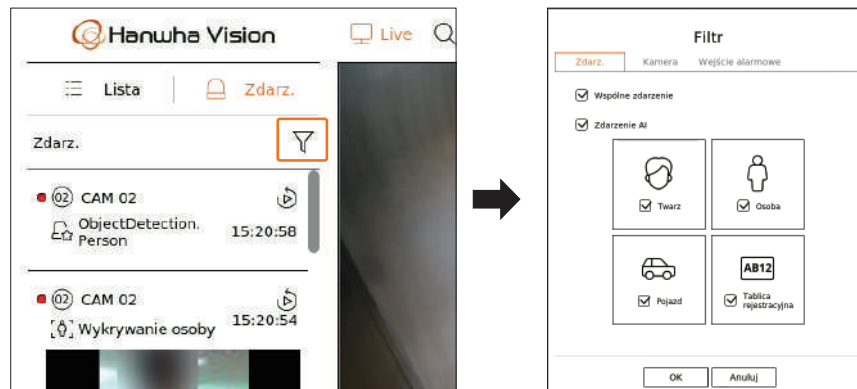 Hanwha Vision
Live
Lista
Zdarz.
Zdarz.
02 CAM 02
ObjectDetection.
Person
15:20:58
02 CAM 02
Wykrywanie osoby
15:20:54
Filtr
Zdarz. Kamera Wejście alarmowe
Wspólne zdarzenie
Zdarzenie AI
Twarz
Osoba
Pojazd
AB12
Tablica
rejestracyjna
OK
Anuluj